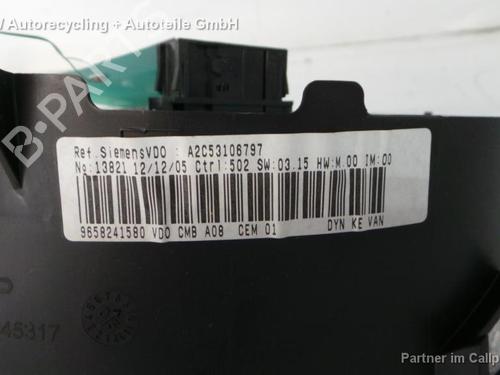 Autorecycling + Autoteile GmbH
Ref.SiemensVDO : A2C53106797
No:13821 12/12/05 Ctrl:502 SW:03.15 HW:M.00 IM:00
9658241580 VDO CMB A08 CEM 01 DYN KE VAN
45317
Partner im Callp